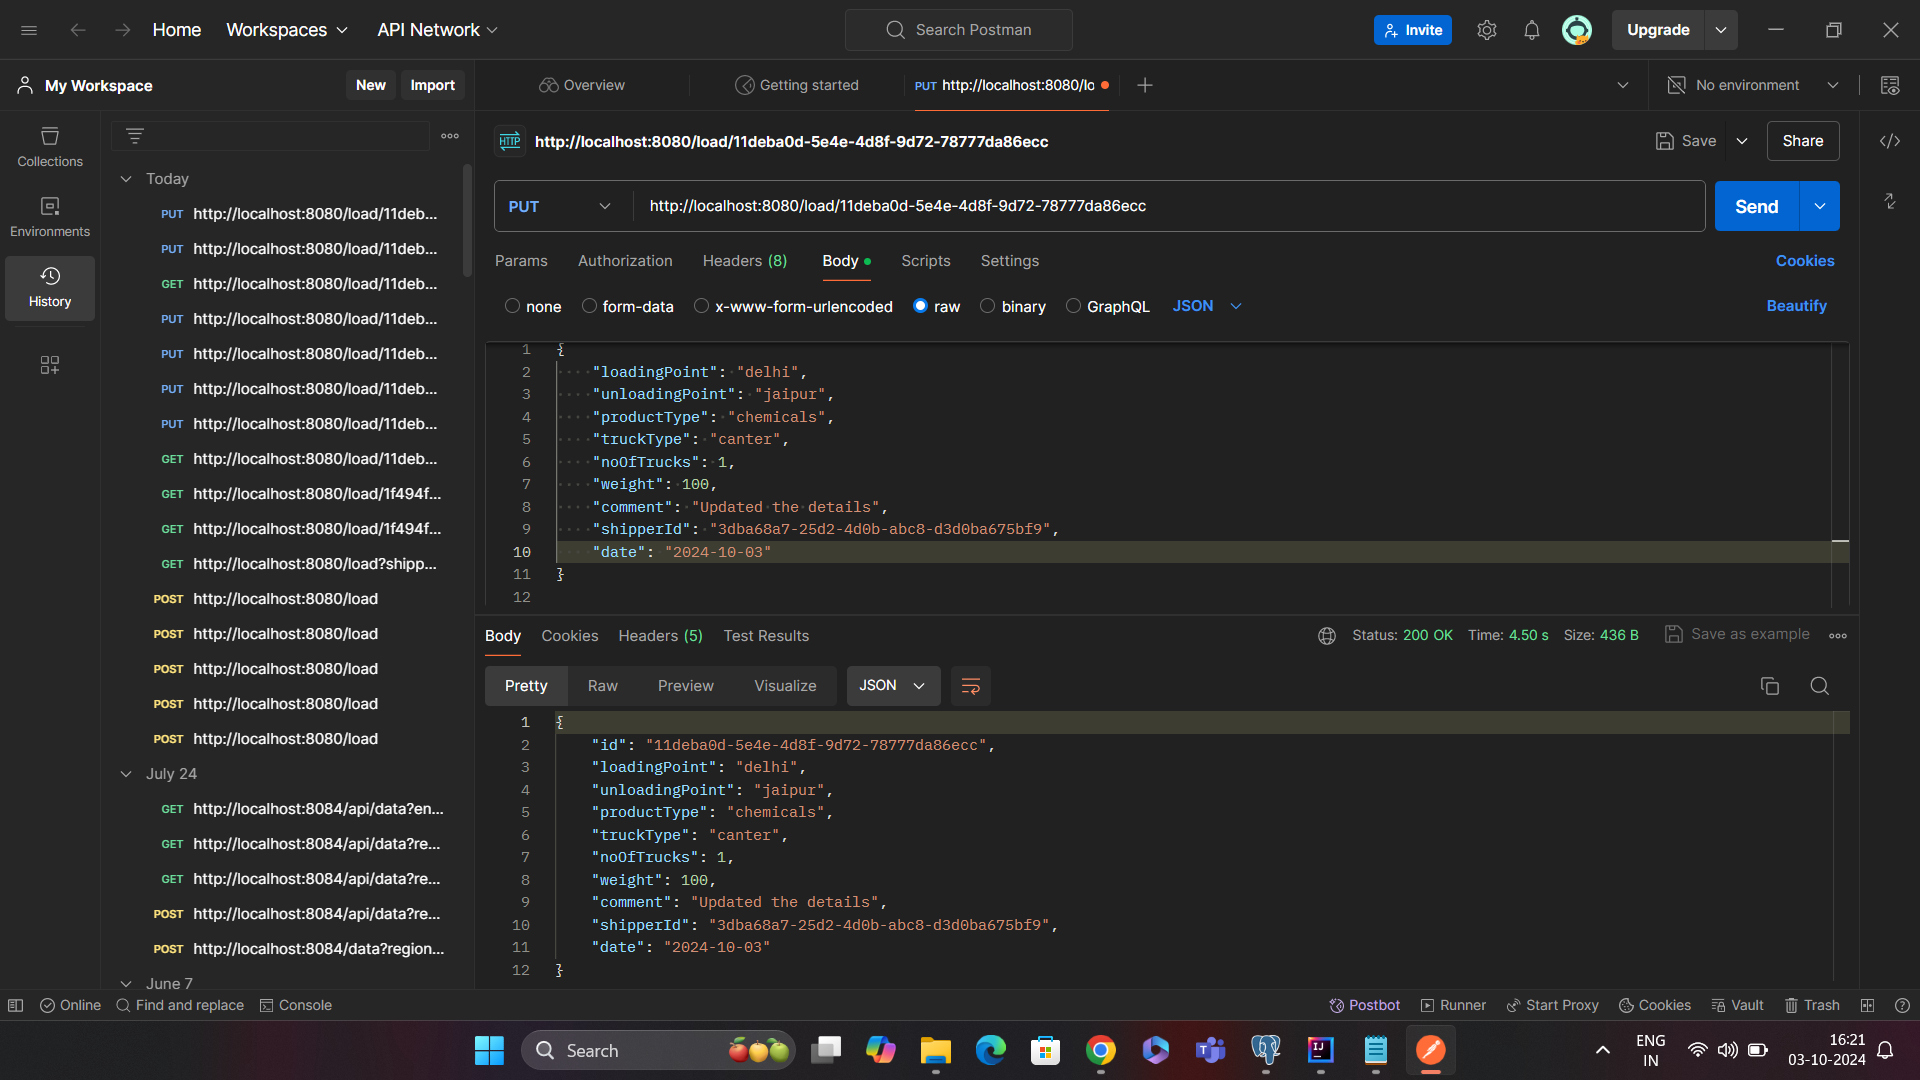 Home
Workspaces
API Network
Search Postman
Invite
Upgrade
My Workspace
New
Import
Overview
Getting started
PUT http://localhost:8080/lo
No environment
Collections
Environments
History
Today
PUT http://localhost:8080/load/11deb...
PUT http://localhost:8080/load/11deb...
GET http://localhost:8080/load/11deb...
PUT http://localhost:8080/load/11deb...
PUT http://localhost:8080/load/11deb...
PUT http://localhost:8080/load/11deb...
PUT http://localhost:8080/load/11deb...
GET http://localhost:8080/load/11deb...
GET http://localhost:8080/load/1f494f...
GET http://localhost:8080/load/1f494f...
GET http://localhost:8080/load?shipp...
POST http://localhost:8080/load
POST http://localhost:8080/load
POST http://localhost:8080/load
POST http://localhost:8080/load
POST http://localhost:8080/load
July 24
GET http://localhost:8084/api/data?en...
GET http://localhost:8084/api/data?re...
GET http://localhost:8084/api/data?re...
POST http://localhost:8084/api/data?re...
POST http://localhost:8084/data?region...
June 7
HTTP http://localhost:8080/load/11deba0d-5e4e-4d8f-9d72-78777da86ecc
Save
Share
PUT
http://localhost:8080/load/11deba0d-5e4e-4d8f-9d72-78777da86ecc
Send
Params Authorization Headers (8) Body Scripts Settings
Cookies
none form-data x-www-form-urlencoded raw binary GraphQL JSON
Beautify
1 {
2 "loadingPoint": "delhi",
3 "unloadingPoint": "jaipur",
4 "productType": "chemicals",
5 "truckType": "canter",
6 "noOfTrucks": 1,
7 "weight": 100,
8 "comment": "Updated the details",
9 "shipperId": "3dba68a7-25d2-4d0b-abc8-d3d0ba675bf9",
10 "date": "2024-10-03"
11 }
12
Body Cookies Headers (5) Test Results
Status: 200 OK Time: 4.50 s Size: 436 B
Save as example
Pretty Raw Preview Visualize JSON
1 {
2 "id": "11deba0d-5e4e-4d8f-9d72-78777da86ecc",
3 "loadingPoint": "delhi",
4 "unloadingPoint": "jaipur",
5 "productType": "chemicals",
6 "truckType": "canter",
7 "noOfTrucks": 1,
8 "weight": 100,
9 "comment": "Updated the details",
10 "shipperId": "3dba68a7-25d2-4d0b-abc8-d3d0ba675bf9",
11 "date": "2024-10-03"
12 }
Online Find and replace Console
Postbot Runner Start Proxy Cookies Vault Trash
Search
ENG
IN
16:21
03-10-2024